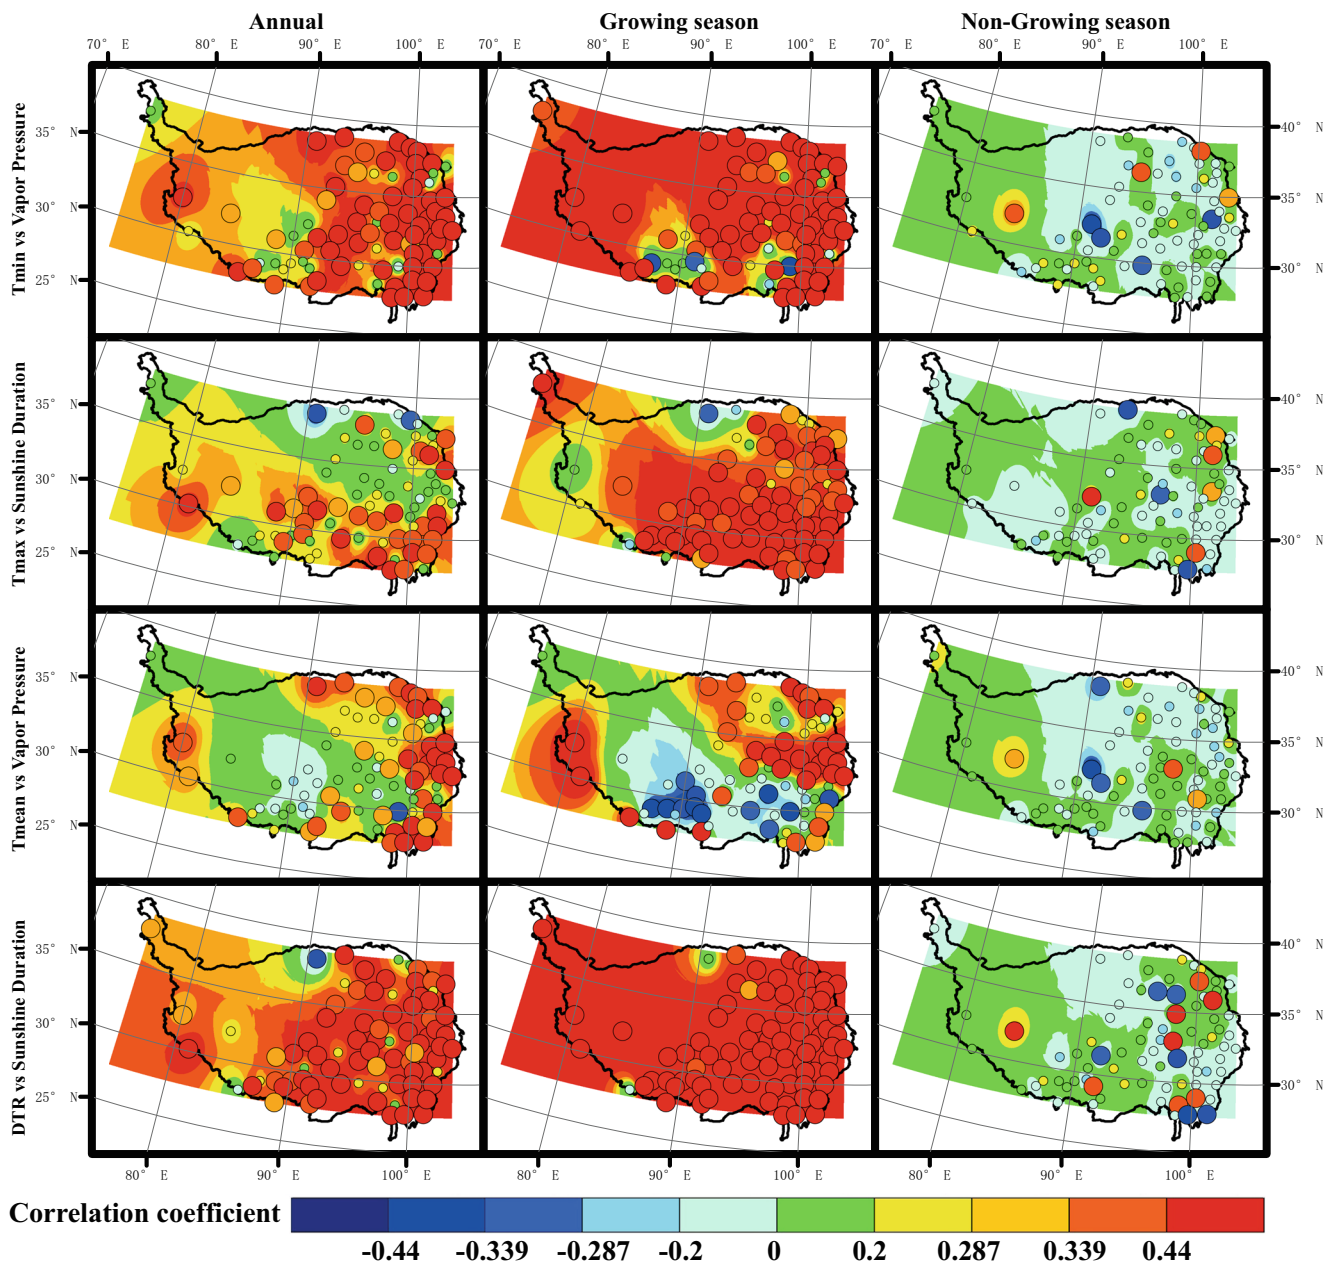 Annual Growing season Non-Growing season
70° E 80° E 90° E 100° E 70° E 80° E 90° E 100° E 70° E 80° E 90° E 100° E
Tmin vs Vapor Pressure
35° N
30° N
25° N
40° N
35° N
30° N
Tmax vs Sunshine Duration
35° N
30° N
25° N
40° N
35° N
30° N
Tmean vs Vapor Pressure
35° N
30° N
25° N
40° N
35° N
30° N
DTR vs Sunshine Duration
35° N
30° N
25° N
40° N
35° N
30° N
80° E 90° E 100° E 80° E 90° E 100° E 80° E 90° E 100° E
Correlation coefficient
-0.44 -0.339 -0.287 -0.2 0 0.2 0.287 0.339 0.44